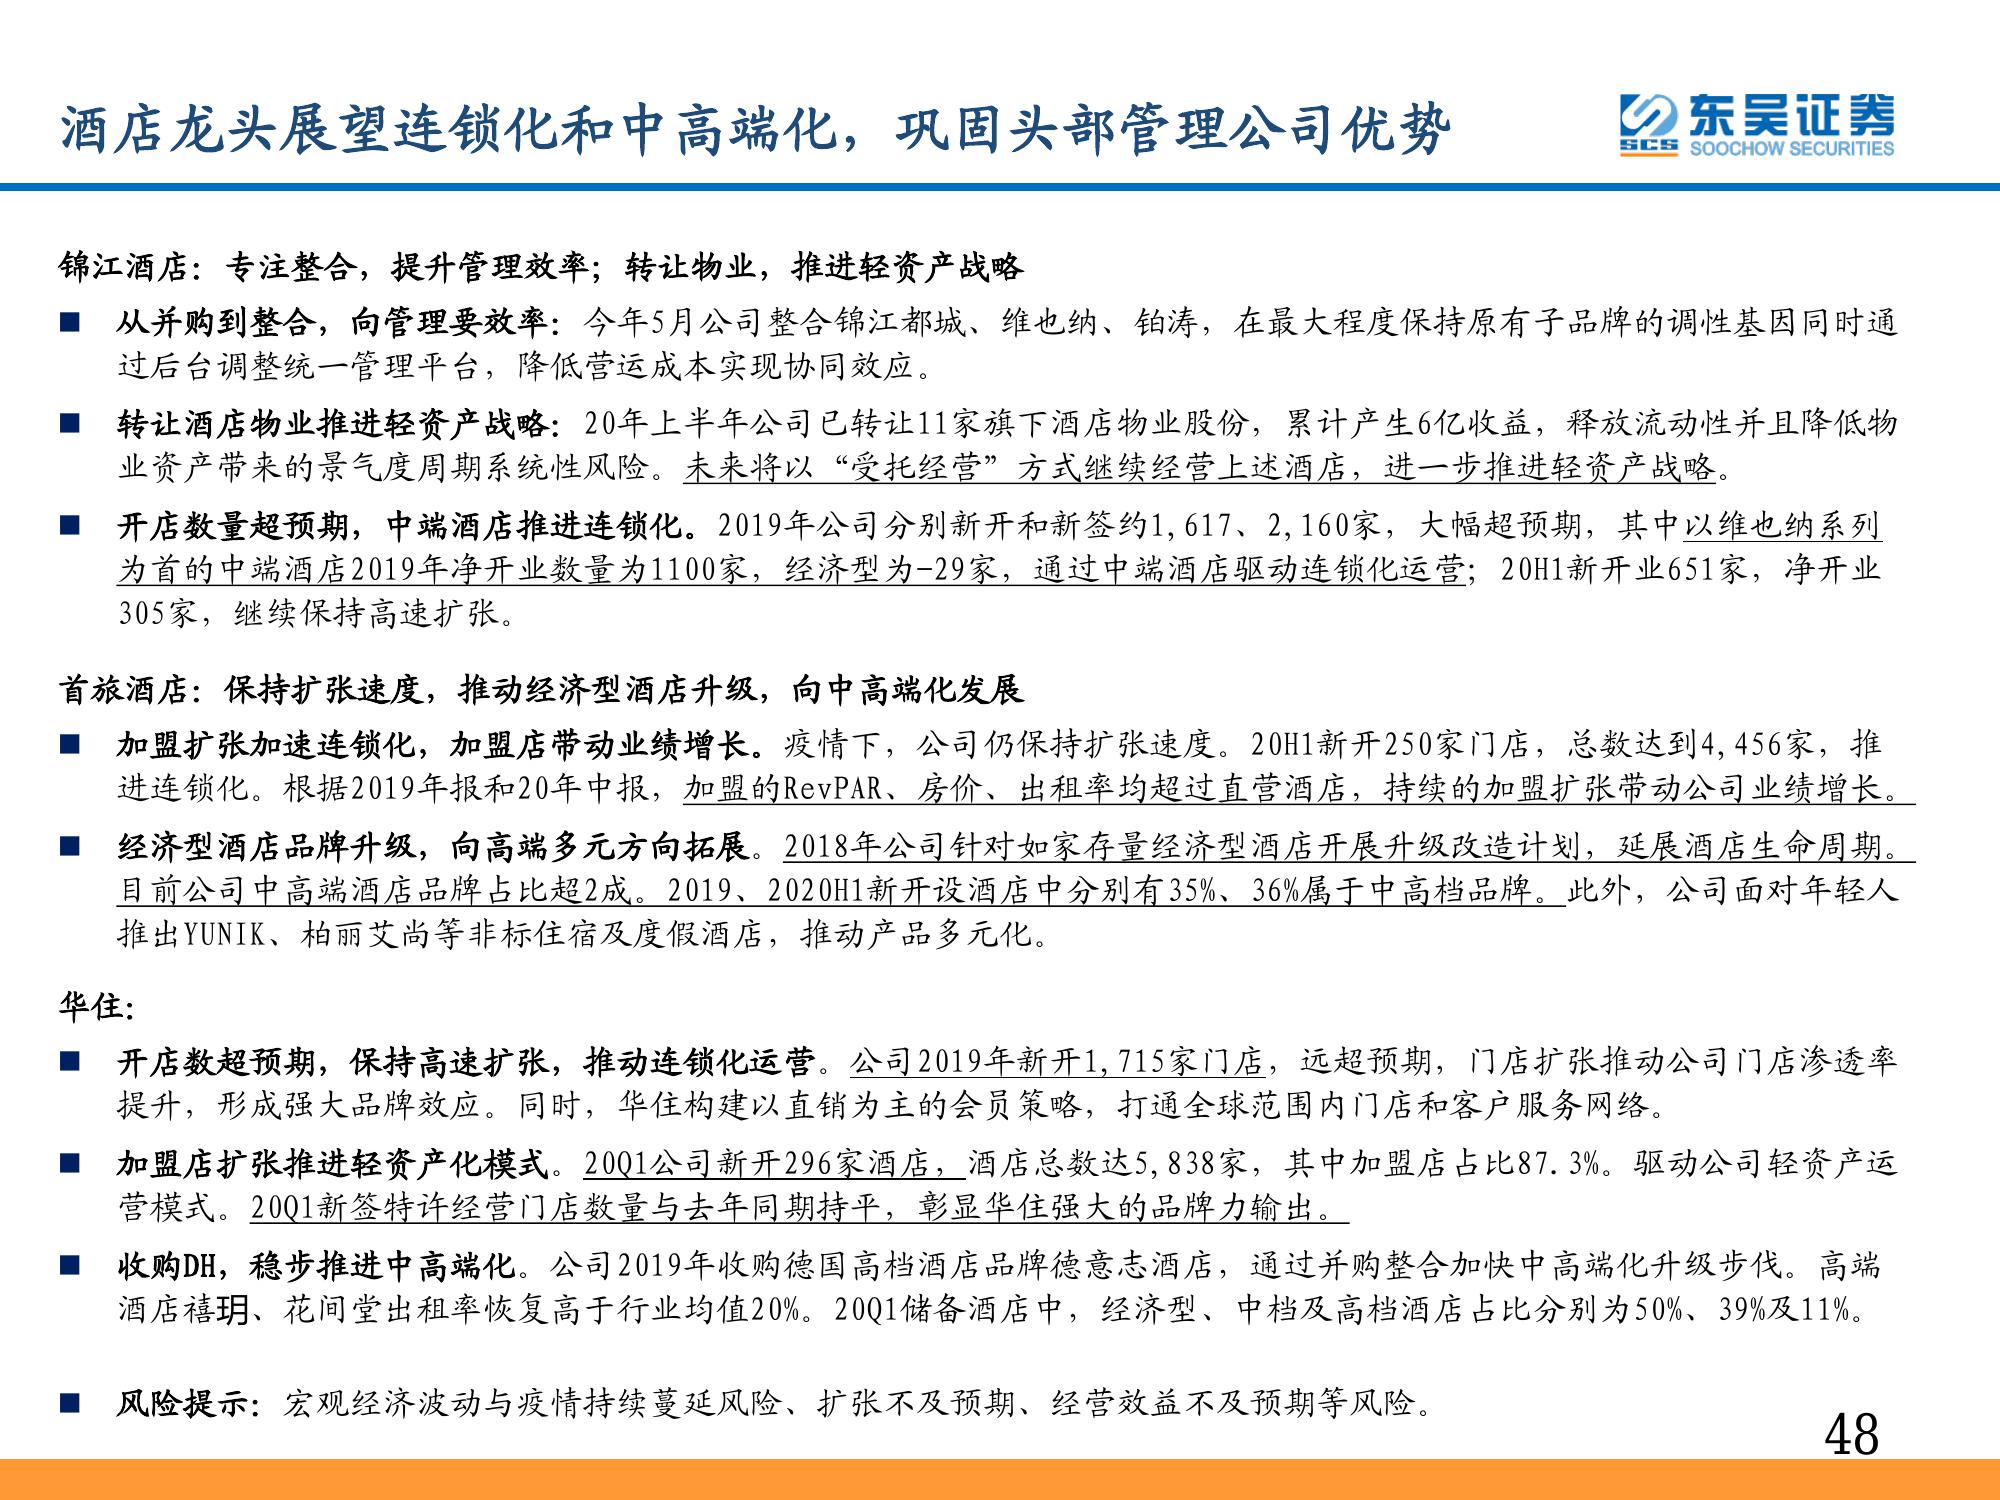 酒店龙头展望连锁化和中高端化，巩固头部管理公司优势
东吴证券
SCS SOOCHOW SECURITIES
锦江酒店：专注整合，提升管理效率；转让物业，推进轻资产战略
■ 从并购到整合，向管理要效率：今年5月公司整合锦江都城、维也纳、铂涛，在最大程度保持原有子品牌的调性基因同时通
过后台调整统一管理平台，降低营运成本实现协同效应。
■ 转让酒店物业推进轻资产战略：20年上半年公司已转让11家旗下酒店物业股份，累计产生6亿收益，释放流动性并且降低物
业资产带来的景气度周期系统性风险。未来将以“受托经营”方式继续经营上述酒店，进一步推进轻资产战略。
■ 开店数量超预期，中端酒店推进连锁化。2019年公司分别新开和新签约1,617、2,160家，大幅超预期，其中以维也纳系列
为首的中端酒店2019年净开业数量为1100家，经济型为-29家，通过中端酒店驱动连锁化运营；20H1新开业651家，净开业
305家，继续保持高速扩张。
首旅酒店：保持扩张速度，推动经济型酒店升级，向中高端化发展
■ 加盟扩张加速连锁化，加盟店带动业绩增长。疫情下，公司仍保持扩张速度。20H1新开250家门店，总数达到4,456家，推
进连锁化。根据2019年报和20年中报，加盟的RevPAR、房价、出租率均超过直营酒店，持续的加盟扩张带动公司业绩增长。
■ 经济型酒店品牌升级，向高端多元方向拓展。2018年公司针对如家存量经济型酒店开展升级改造计划，延展酒店生命周期。
目前公司中高端酒店品牌占比超2成。2019、2020H1新开设酒店中分别有35%、36%属于中高档品牌。此外，公司面对年轻人
推出YUNIK、柏丽艾尚等非标住宿及度假酒店，推动产品多元化。
华住：
■ 开店数超预期，保持高速扩张，推动连锁化运营。公司2019年新开1,715家门店，远超预期，门店扩张推动公司门店渗透率
提升，形成强大品牌效应。同时，华住构建以直销为主的会员策略，打通全球范围内门店和客户服务网络。
■ 加盟店扩张推进轻资产化模式。20Q1公司新开296家酒店，酒店总数达5,838家，其中加盟店占比87.3%。驱动公司轻资产运
营模式。20Q1新签特许经营门店数量与去年同期持平，彰显华住强大的品牌力输出。
■ 收购DH，稳步推进中高端化。公司2019年收购德国高档酒店品牌德意志酒店，通过并购整合加快中高端化升级步伐。高端
酒店禧玥、花间堂出租率恢复高于行业均值20%。20Q1储备酒店中，经济型、中档及高档酒店占比分别为50%、39%及11%。
■ 风险提示：宏观经济波动与疫情持续蔓延风险、扩张不及预期、经营效益不及预期等风险。
48